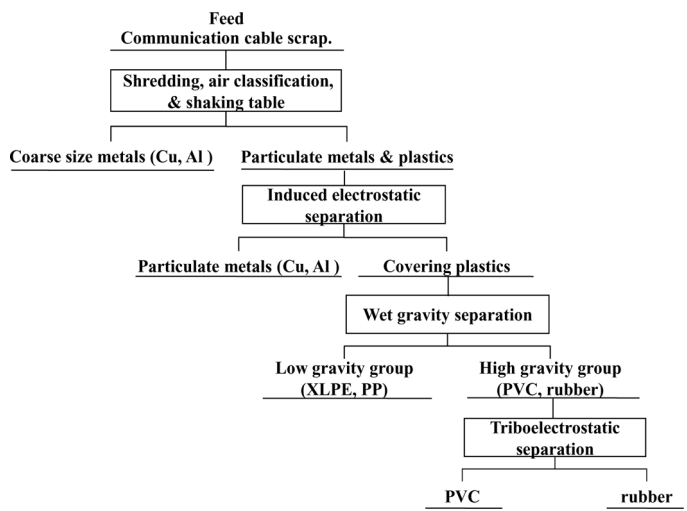 Feed
Communication cable scrap.
Shredding, air classification,
& shaking table
Coarse size metals (Cu, Al )
Particulate metals & plastics
Induced electrostatic
separation
Particulate metals (Cu, Al )
Covering plastics
Wet gravity separation
Low gravity group
(XLPE, PP)
High gravity group
(PVC, rubber)
Triboelectrostatic
separation
PVC
rubber